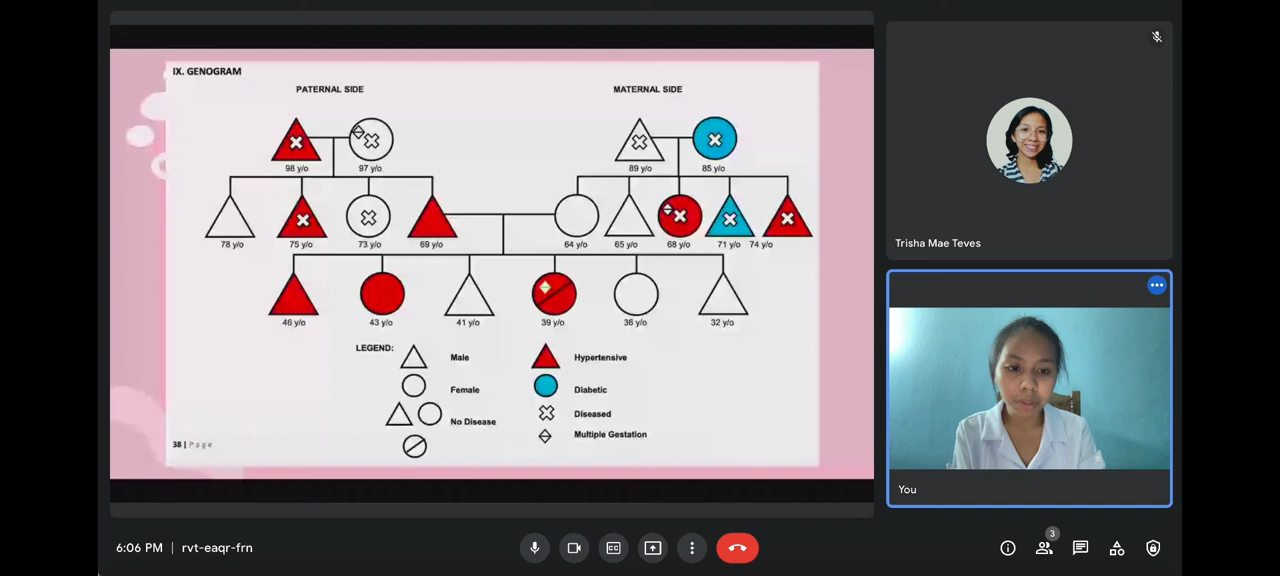 IX. GENOGRAM
PATERNAL SIDE
MATERNAL SIDE
98 y/o
97 y/o
89 y/o
85 y/o
78 y/o
75 y/o
73 y/o
69 y/o
64 y/o
65 y/o
68 y/o
71 y/o
74 y/o
46 y/o
43 y/o
41 y/o
39 y/o
36 y/o
32 y/o
LEGEND:
Male
Hypertensive
Female
Diabetic
No Disease
Diseased
Multiple Gestation
38 | Page
Trisha Mae Teves
You
6:06 PM | rvt-eaqr-frn
CC
3